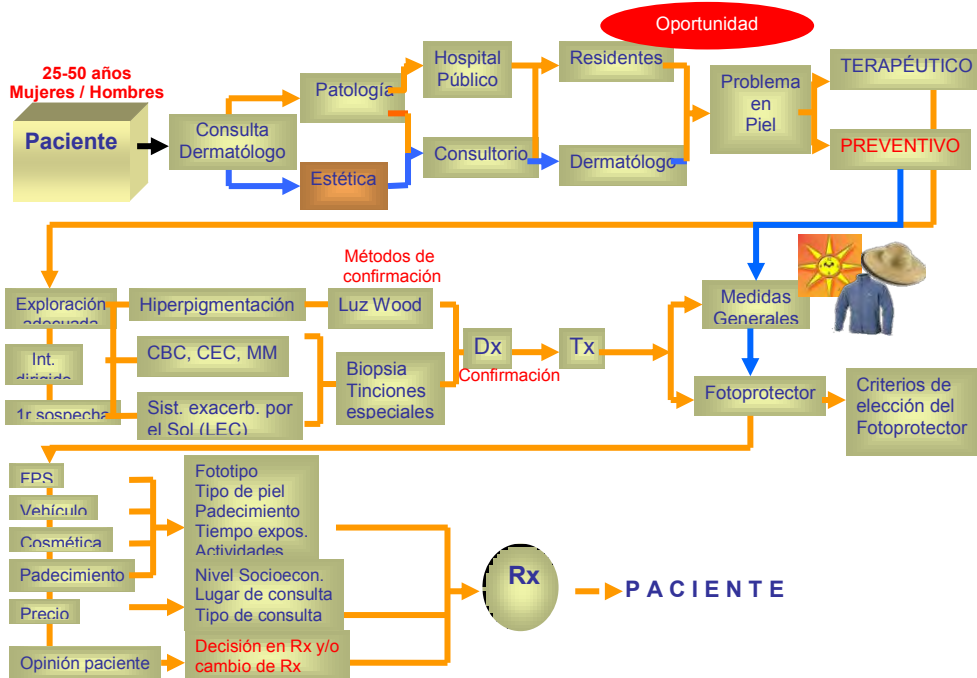 Oportunidad
25-50 años
Mujeres / Hombres
Paciente
Consulta
Dermatólogo
Patología
Estética
Hospital
Público
Consultorio
Residentes
Dermatólogo
Problema
en
Piel
TERAPÉUTICO
PREVENTIVO
Métodos de
confirmación
Exploración
adecuada
Int.
dirigido
1r sospecha
Hiperpigmentación
CBC, CEC, MM
Sist. exacerb. por
el Sol (LEC)
Luz Wood
Biopsia
Tinciones
especiales
Dx
Confirmación
Tx
Medidas
Generales
Fotoprotector
Criterios de
elección del
Fotoprotector
FPS
Vehículo
Cosmética
Padecimiento
Precio
Opinión paciente
Fototipo
Tipo de piel
Padecimiento
Tiempo expos.
Actividades
Nivel Socioecon.
Lugar de consulta
Tipo de consulta
Decisión en Rx y/o
cambio de Rx
Rx
PACIENTE